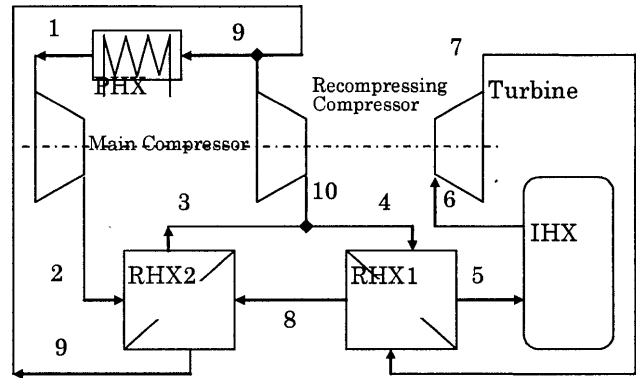 1
9
7
PHX
Recompressing
Compressor
Turbine
Main Compressor
10
3
4
6
IHX
2
RHX2
RHX1
5
8
9